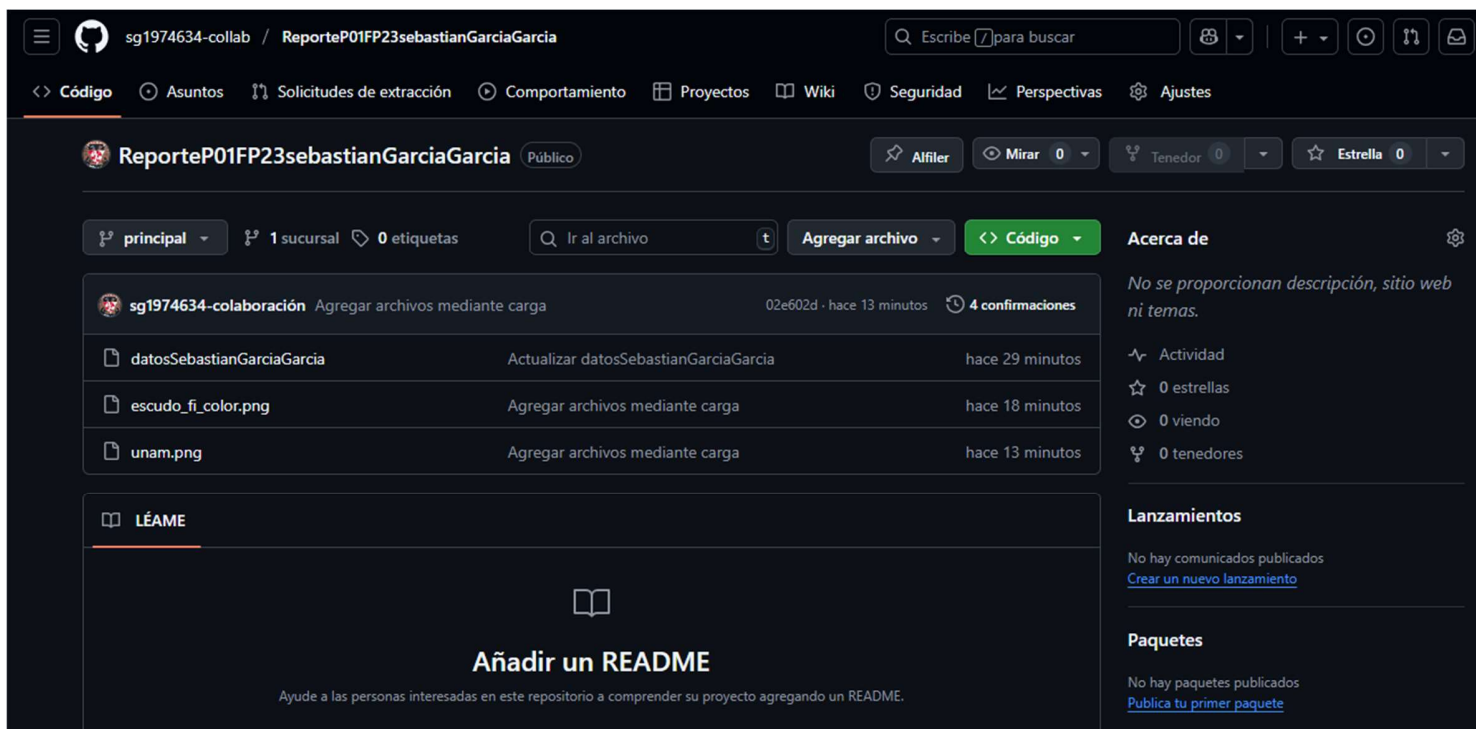 sg1974634-collab / ReporteP01FP23sebastianGarciaGarcia
Escribe / para buscar
Código Asuntos Solicitudes de extracción Comportamiento Proyectos Wiki Seguridad Perspectivas Ajustes
ReporteP01FP23sebastianGarciaGarcia Público
Alfiler Mirar 0 Tenedor 0 Estrella 0
principal 1 sucursal 0 etiquetas Ir al archivo t Agregar archivo Código
sg1974634-colaboración Agregar archivos mediante carga 02e602d · hace 13 minutos 4 confirmaciones
datosSebastianGarciaGarcia Actualizar datosSebastianGarciaGarcia hace 29 minutos
escudo_fi_color.png Agregar archivos mediante carga hace 18 minutos
unam.png Agregar archivos mediante carga hace 13 minutos
LÉAME
Añadir un README
Ayude a las personas interesadas en este repositorio a comprender su proyecto agregando un README.
Acerca de
No se proporcionan descripción, sitio web
ni temas.
Actividad
0 estrellas
0 viendo
0 tenedores
Lanzamientos
No hay comunicados publicados
Crear un nuevo lanzamiento
Paquetes
No hay paquetes publicados
Publica tu primer paquete